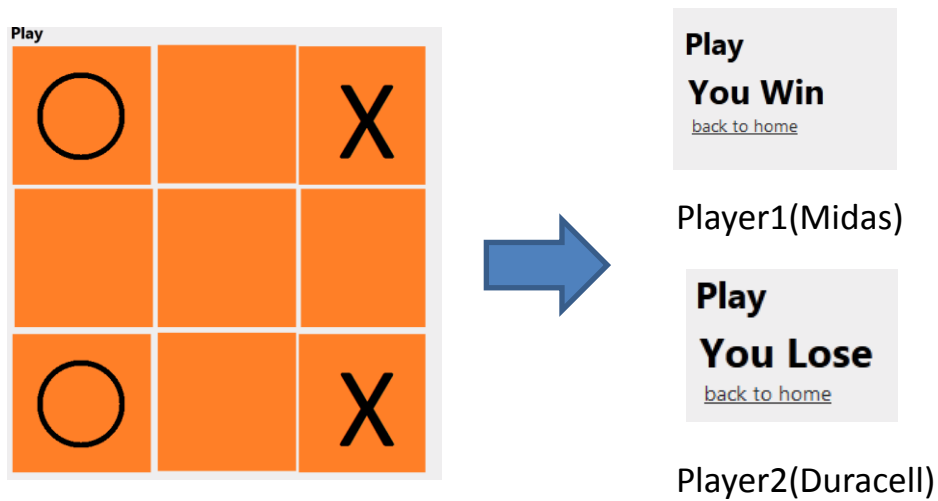 Play
O X
O X
Play
You Win
back to home
Player1(Midas)
Play
You Lose
back to home
Player2(Duracell)